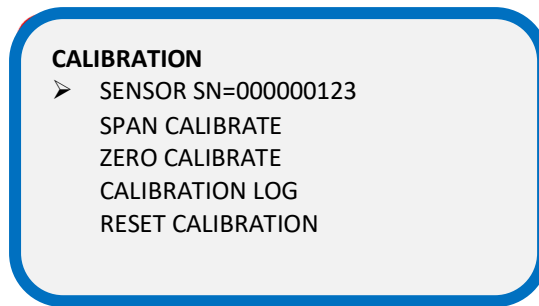 CALIBRATION
➢ SENSOR SN=000000123
SPAN CALIBRATE
ZERO CALIBRATE
CALIBRATION LOG
RESET CALIBRATION